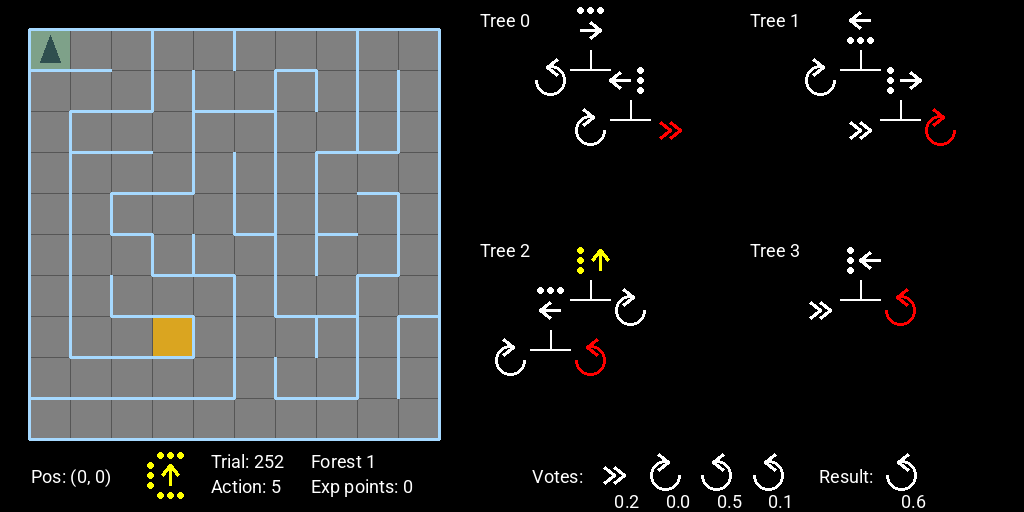 Tree 0
Tree 1
Tree 2
Tree 3
Pos: (0, 0)
Trial: 252
Forest 1
Action: 5
Exp points: 0
Votes:
0.2
0.0
0.5
0.1
Result:
0.6